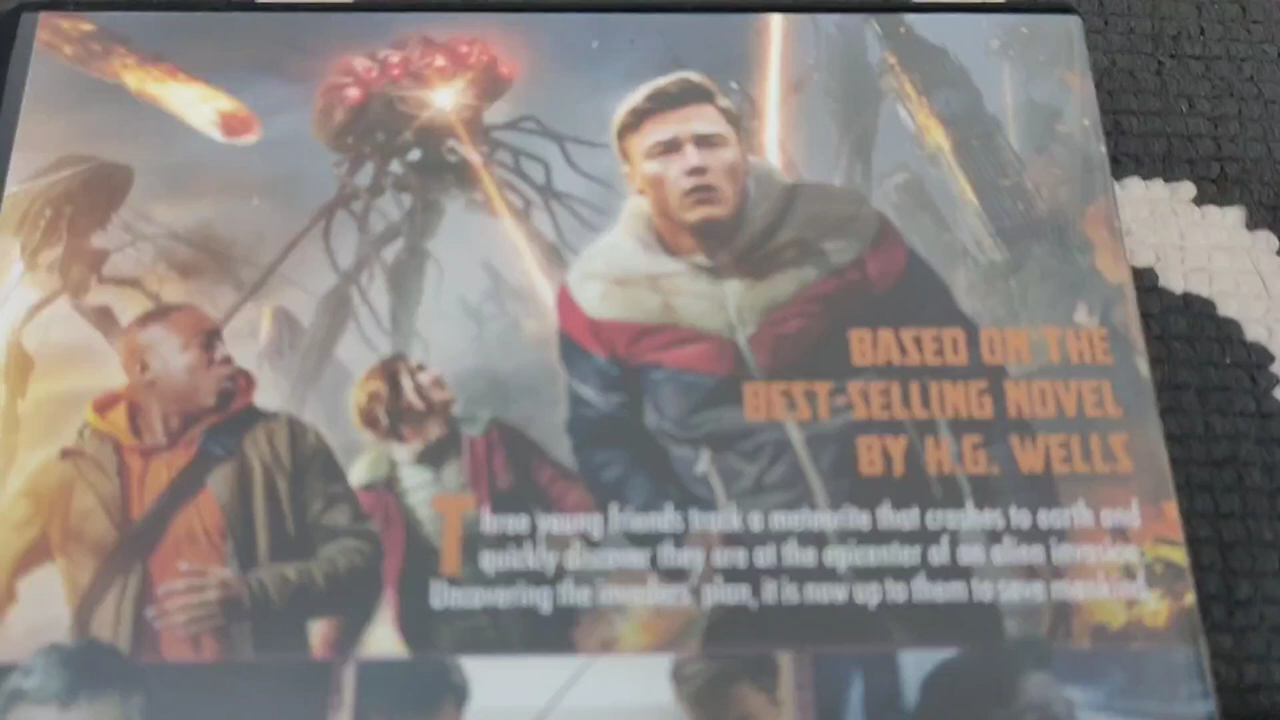 BASED ON THE
BEST-SELLING NOVEL
BY H.G. WELLS
Three young friends track a meteorite that crashes to earth and
quickly discover they are at the epicenter of an alien invasion.
Uncovering the invaders' plan, it is now up to them to save mankind.